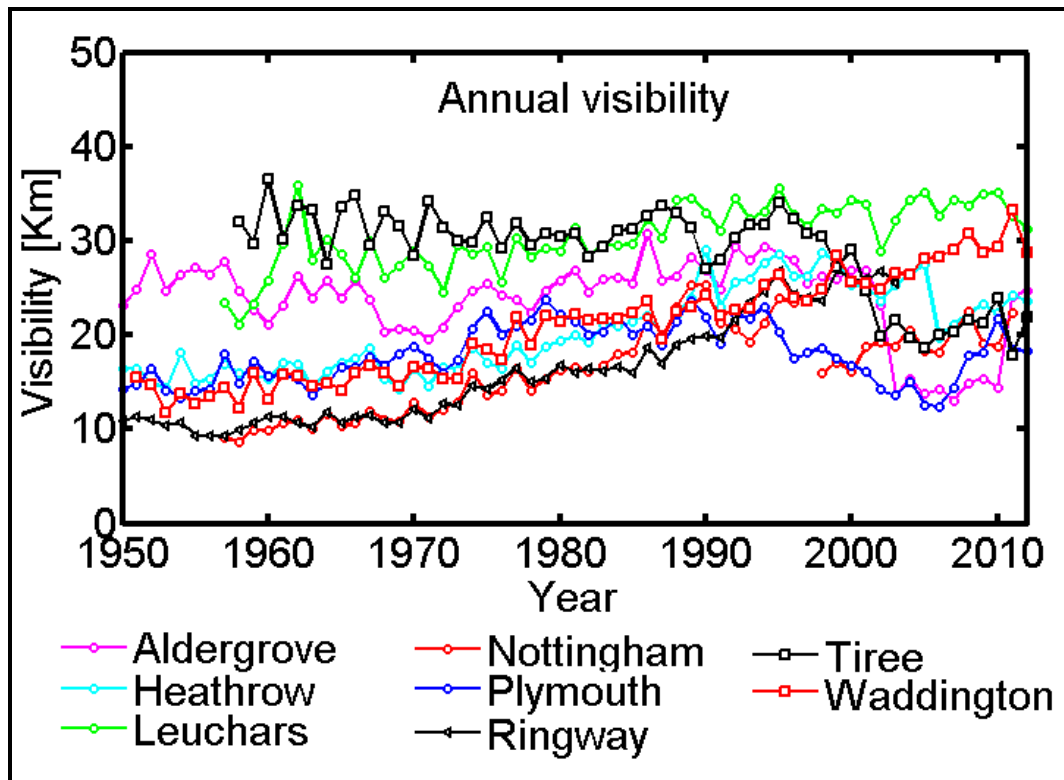 Annual visibility
Visibility [Km]
50
40
30
20
10
0
1950 1960 1970 1980 1990 2000 2010
Year
Aldergrove Nottingham Tiree
Heathrow Plymouth Waddington
Leuchars Ringway